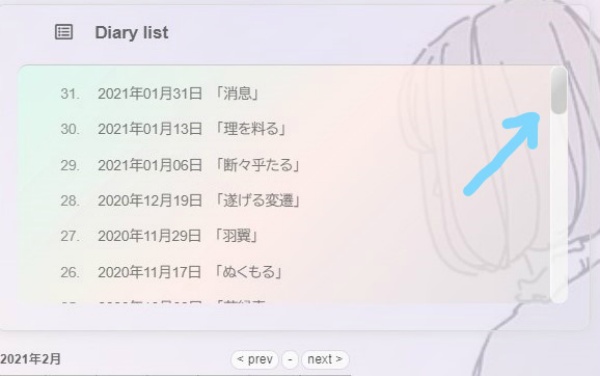 Diary list
31. 2021年01月31日 「消息」
30. 2021年01月13日 「理を料る」
29. 2021年01月06日 「断々乎たる」
28. 2020年12月19日 「遂げる変遷」
27. 2020年11月29日 「羽翼」
26. 2020年11月17日 「ぬくもる」
2021年2月
< prev - next >